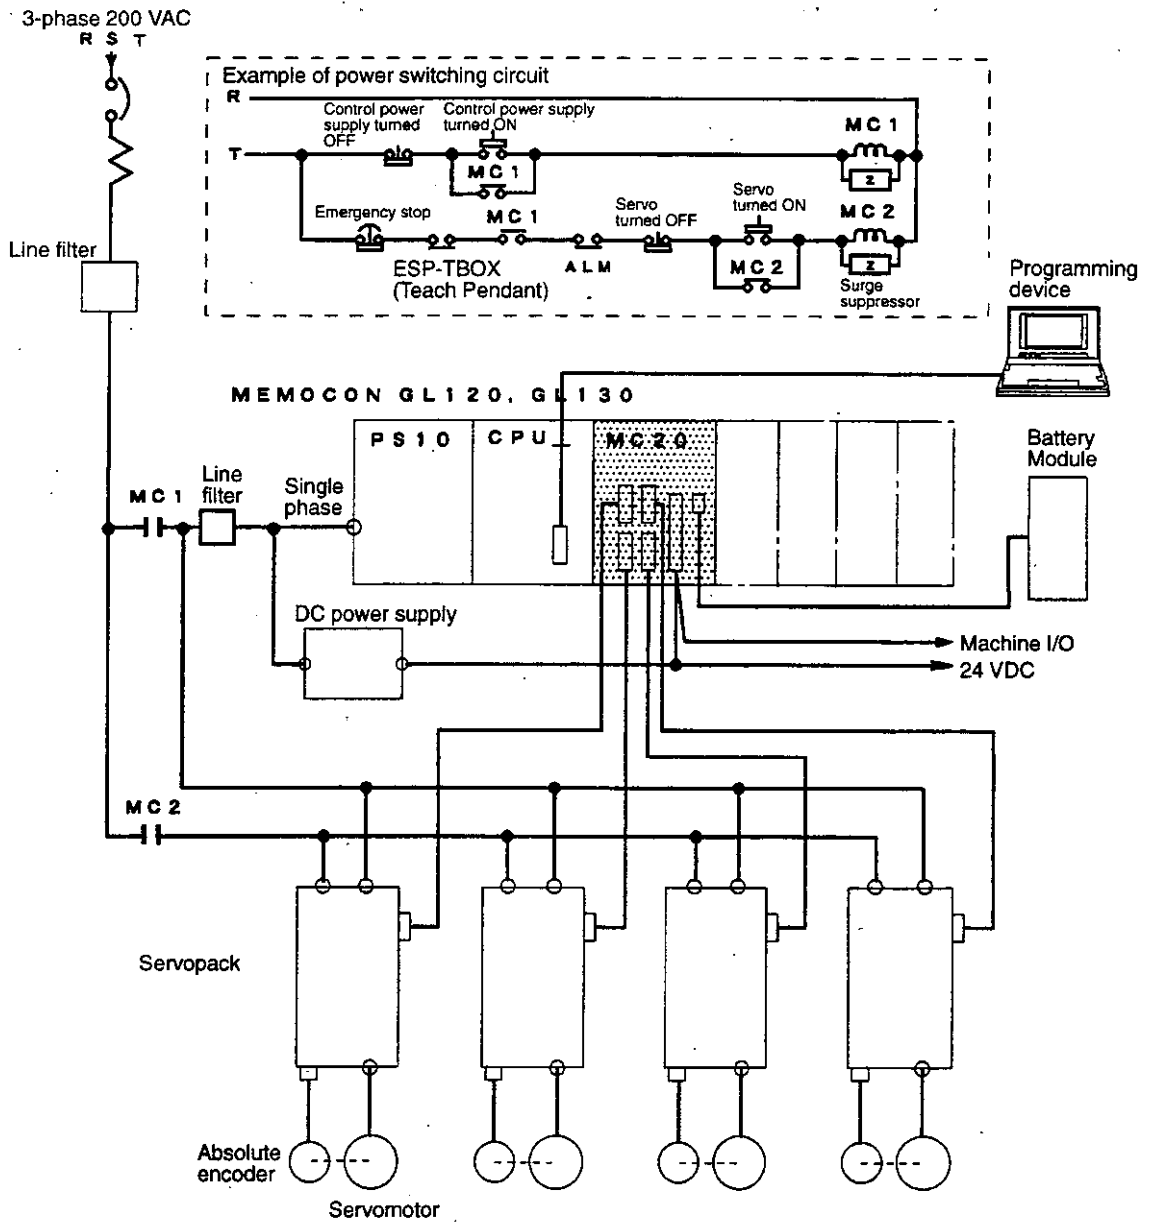 3-phase 200 VAC
R S T
Example of power switching circuit
R
Control power
supply turned
OFF
Control power supply
turned ON
MC1
T
MC1
z
Emergency stop
MC1
Servo
turned OFF
Servo
turned ON
MC2
Line filter
ESP-TBOX
(Teach Pendant)
ALM
MC2
z
Surge
suppressor
Programming
device
MEMOCON GL120, GL130
PS10
CPU
MC20
Battery
Module
MC1
Line
filter
Single
phase
DC power supply
Machine I/O
24 VDC
MC2
Servopack
Absolute
encoder
Servomotor